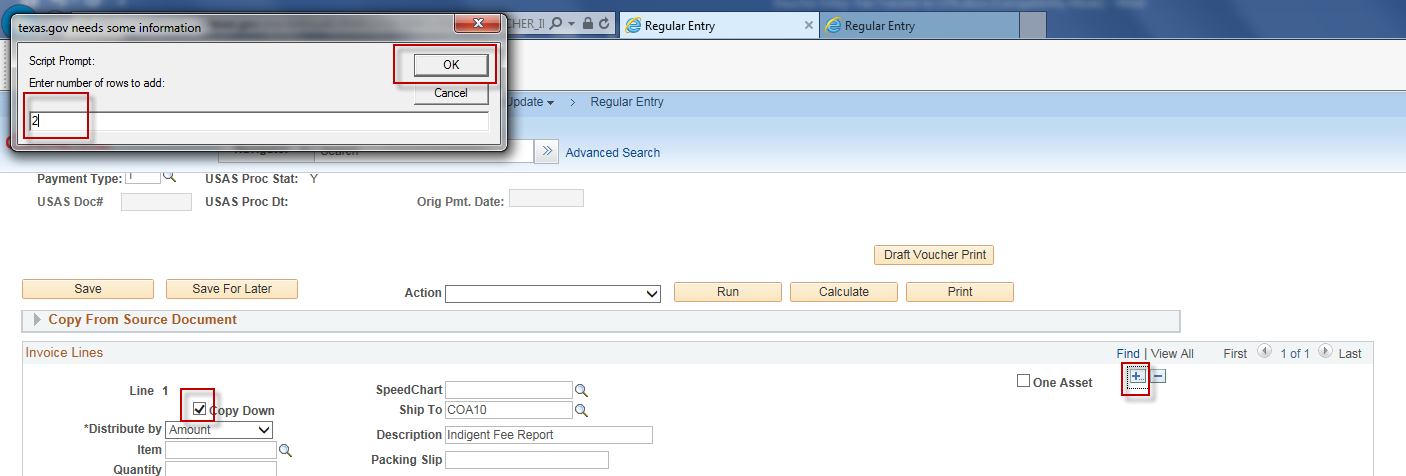 texas.gov needs some information
CHER_II
Regular Entry
Regular Entry
Script Prompt:
OK
Enter number of rows to add:
Cancel
2
Update
Regular Entry
Search
Advanced Search
Payment Type:
USAS Proc Stat: Y
USAS Doc#
USAS Proc Dt:
Orig Pmt. Date:
Draft Voucher Print
Save
Save For Later
Action
Run
Calculate
Print
Copy From Source Document
Invoice Lines
Find | View All First 1 of 1 Last
Line 1
SpeedChart
One Asset
Copy Down
Ship To COA10
*Distribute by Amount
Description Indigent Fee Report
Item
Packing Slip
Quantity